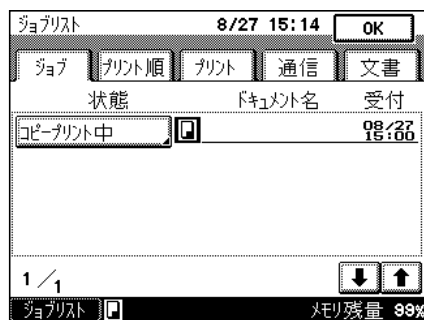 ジョブリスト 8/27 15:14 OK
ジョブ プリント順 プリント 通信 文書
状態 ドキュメント名 受付
コピープリント中 08/27
15:00
1/1
ジョブリスト メモリ残量 99%